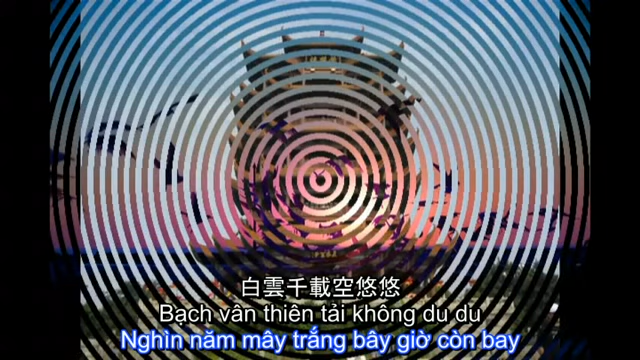 白雲千載空悠悠
Bạch vân thiên tải không du du
Nghìn năm mây trắng bây giờ còn bay